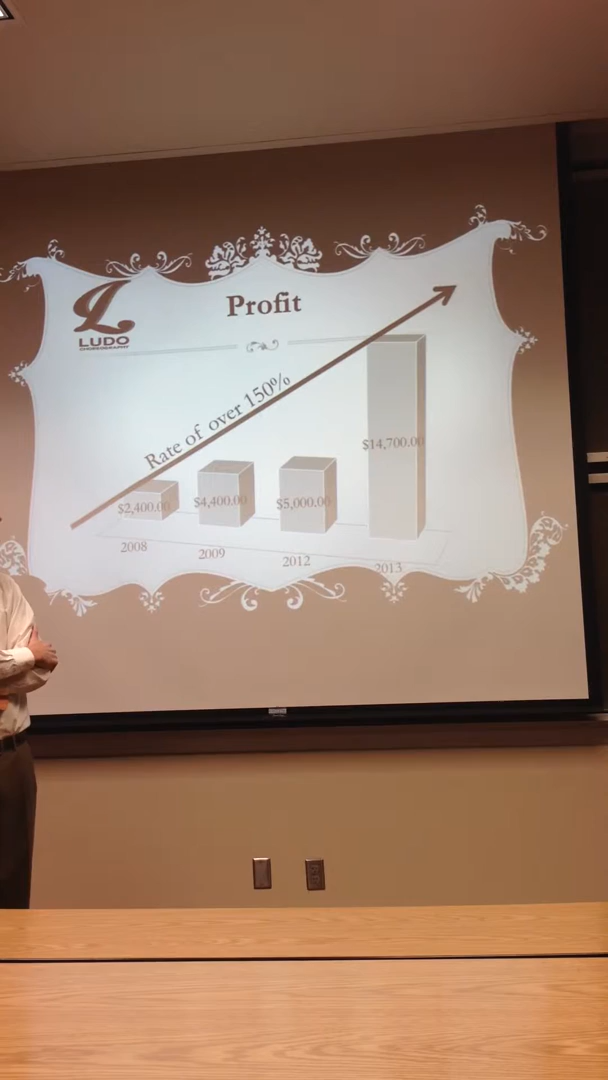 Profit
LUDO
Rate of over 150%
$14,700.00
$2,400.00
$4,400.00
$5,000.00
2008
2009
2012
2013